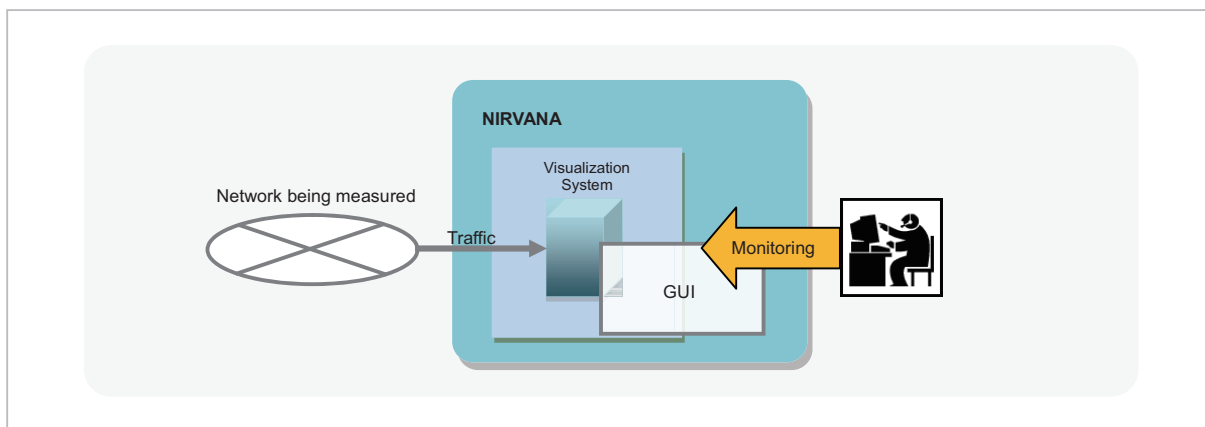 NIRVANA
Visualization
System
Network being measured
Traffic
Monitoring
GUI